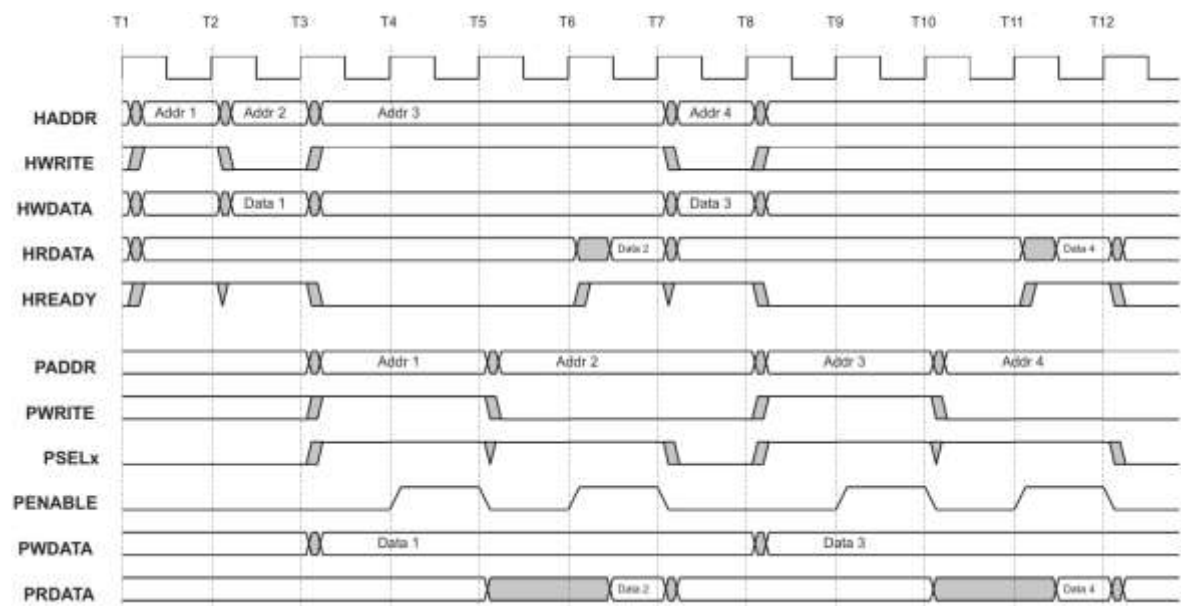 T1 T2 T3 T4 T5 T6 T7 T8 T9 T10 T11 T12
HADDR Addr 1 Addr 2 Addr 3 Addr 4
HWRITE
HWDATA Data 1 Data 3
HRDATA Data 2 Data 4
HREADY
PADDR Addr 1 Addr 2 Addr 3 Addr 4
PWRITE
PSELx
PENABLE
PWDATA Data 1 Data 3
PRDATA Data 2 Data 4